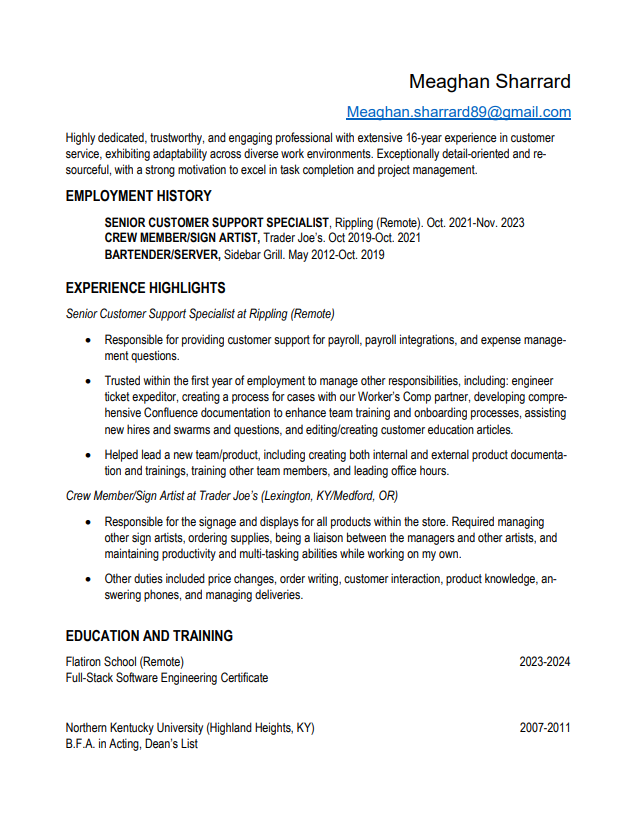 Meaghan Sharrard
Meaghan.sharrard89@gmail.com
Highly dedicated, trustworthy, and engaging professional with extensive 16-year experience in customer
service, exhibiting adaptability across diverse work environments. Exceptionally detail-oriented and re-
sourceful, with a strong motivation to excel in task completion and project management.
EMPLOYMENT HISTORY
SENIOR CUSTOMER SUPPORT SPECIALIST, Rippling (Remote). Oct. 2021-Nov. 2023
CREW MEMBER/SIGN ARTIST, Trader Joe’s. Oct 2019-Oct. 2021
BARTENDER/SERVER, Sidebar Grill. May 2012-Oct. 2019
EXPERIENCE HIGHLIGHTS
Senior Customer Support Specialist at Rippling (Remote)
• Responsible for providing customer support for payroll, payroll integrations, and expense manage-
ment questions.
• Trusted within the first year of employment to manage other responsibilities, including: engineer
ticket expeditor, creating a process for cases with our Worker’s Comp partner, developing compre-
hensive Confluence documentation to enhance team training and onboarding processes, assisting
new hires and swarms and questions, and editing/creating customer education articles.
• Helped lead a new team/product, including creating both internal and external product documenta-
tion and trainings, training other team members, and leading office hours.
Crew Member/Sign Artist at Trader Joe’s (Lexington, KY/Medford, OR)
• Responsible for the signage and displays for all products within the store. Required managing
other sign artists, ordering supplies, being a liaison between the managers and other artists, and
maintaining productivity and multi-tasking abilities while working on my own.
• Other duties included price changes, order writing, customer interaction, product knowledge, an-
swering phones, and managing deliveries.
EDUCATION AND TRAINING
Flatiron School (Remote) 2023-2024
Full-Stack Software Engineering Certificate
Northern Kentucky University (Highland Heights, KY) 2007-2011
B.F.A. in Acting, Dean’s List